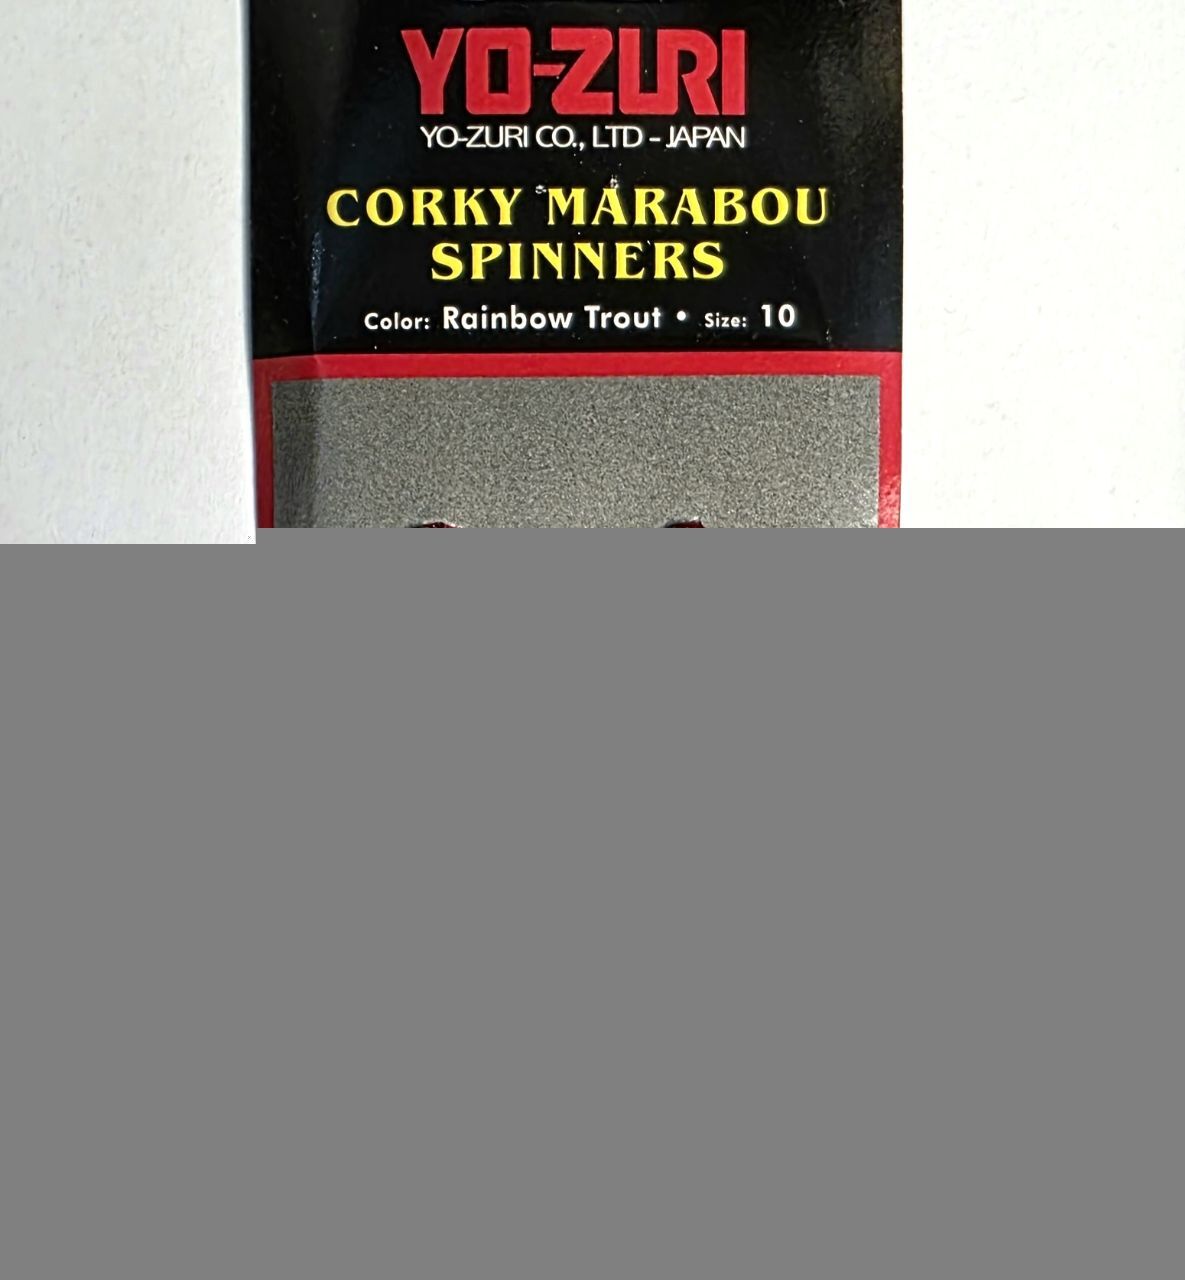 YO-ZURI
YO-ZURI CO., LTD - JAPAN
CORKY MARABOU
SPINNERS
Color: Rainbow Trout • Size: 10